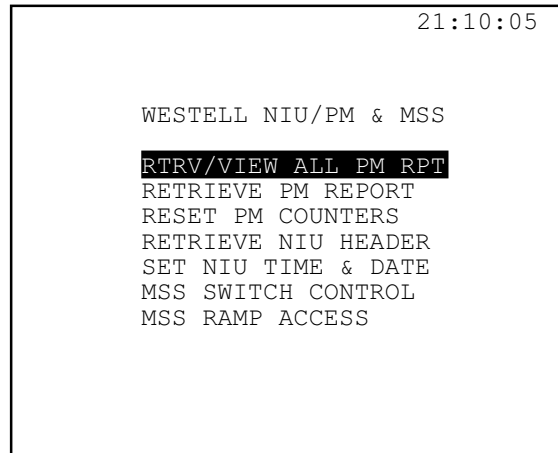 21:10:05
WESTELL NIU/PM & MSS
RTRV/VIEW ALL PM RPT
RETRIEVE PM REPORT
RESET PM COUNTERS
RETRIEVE NIU HEADER
SET NIU TIME & DATE
MSS SWITCH CONTROL
MSS RAMP ACCESS